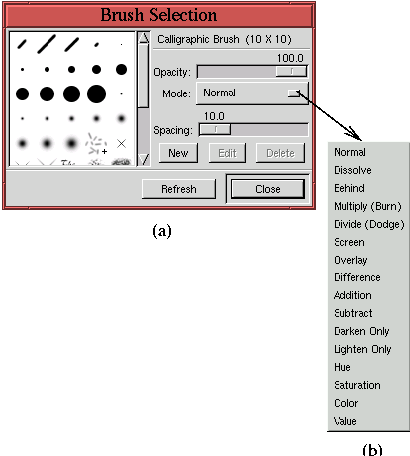 Brush Selection
Calligraphic Brush (10 X 10)
100.0
Opacity:
Mode: Normal
10.0
Spacing:
New Edit Delete
Refresh Close
(a)
Normal
Dissolve
Behind
Multiply (Burn)
Divide (Dodge)
Screen
Overlay
Difference
Addition
Subtract
Darken Only
Lighten Only
Hue
Saturation
Color
Value
(b)